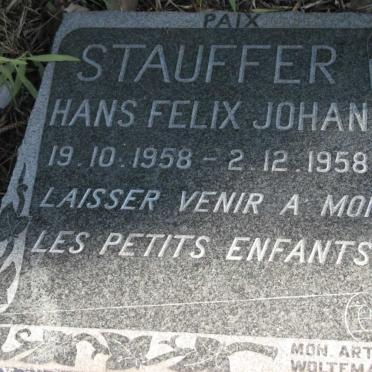 PAIX
STAUFFER
HANS FELIX JOHAN
19.10.1958 - 2.12.1958
LAISSER VENIR A MOI
LES PETITS ENFANTS
MON. ART
WOLTEMA